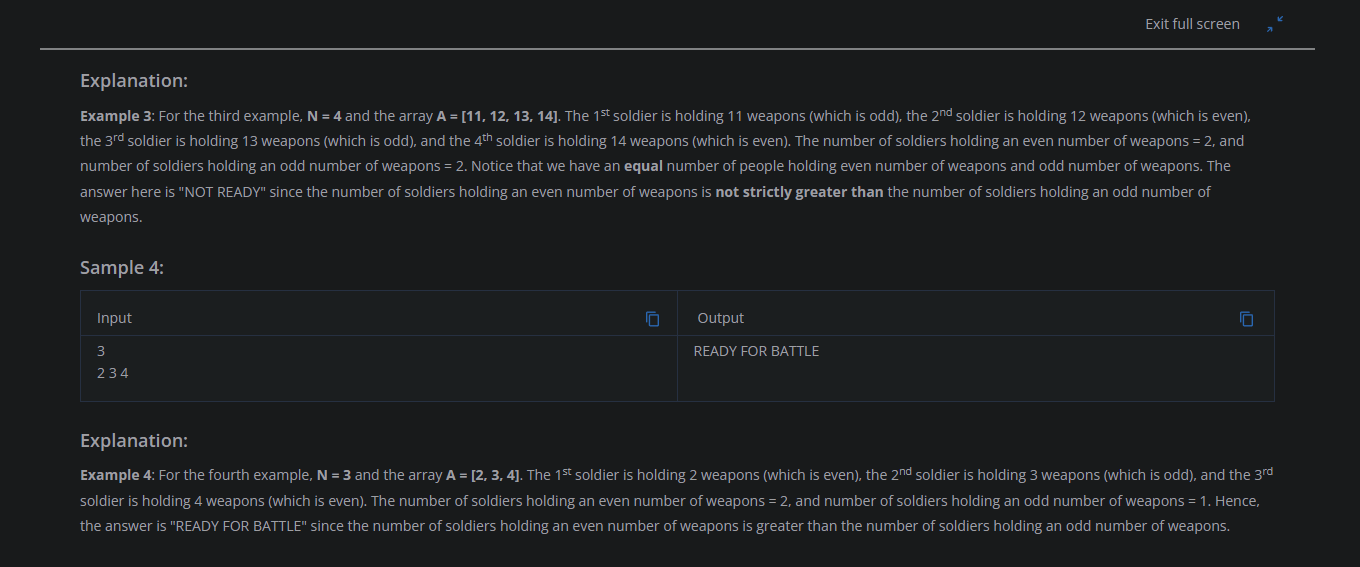 Exit full screen
Explanation:
Example 3: For the third example, N = 4 and the array A = [11, 12, 13, 14]. The 1st soldier is holding 11 weapons (which is odd), the 2nd soldier is holding 12 weapons (which is even),
the 3rd soldier is holding 13 weapons (which is odd), and the 4th soldier is holding 14 weapons (which is even). The number of soldiers holding an even number of weapons = 2, and
number of soldiers holding an odd number of weapons = 2. Notice that we have an equal number of people holding even number of weapons and odd number of weapons. The
answer here is "NOT READY" since the number of soldiers holding an even number of weapons is not strictly greater than the number of soldiers holding an odd number of
weapons.
Sample 4:
Input
Output
3
2 3 4
READY FOR BATTLE
Explanation:
Example 4: For the fourth example, N = 3 and the array A = [2, 3, 4]. The 1st soldier is holding 2 weapons (which is even), the 2nd soldier is holding 3 weapons (which is odd), and the 3rd
soldier is holding 4 weapons (which is even). The number of soldiers holding an even number of weapons = 2, and number of soldiers holding an odd number of weapons = 1. Hence,
the answer is "READY FOR BATTLE" since the number of soldiers holding an even number of weapons is greater than the number of soldiers holding an odd number of weapons.